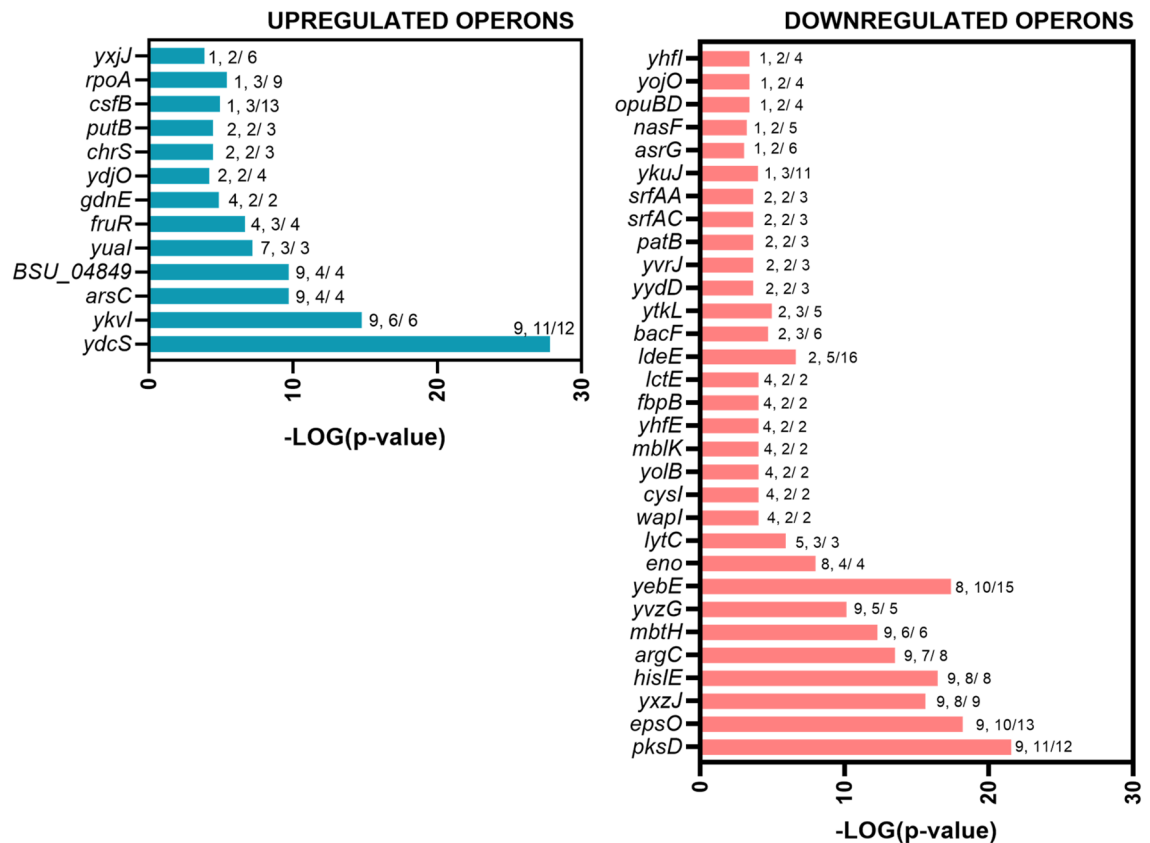 UPREGULATED OPERONS
yxjJ 1, 2/ 6
rpoA 1, 3/ 9
csfB 1, 3/13
putB 2, 2/ 3
chrS 2, 2/ 3
ydjO 2, 2/ 4
gdnE 4, 2/ 2
fruR 4, 3/ 4
yuaI 7, 3/ 3
BSU_04849 9, 4/ 4
arsC 9, 4/ 4
ykvI 9, 6/ 6
ydcS 9, 11/12
0 10 20 30
-LOG(p-value)
DOWNREGULATED OPERONS
yhfI 1, 2/ 4
yojO 1, 2/ 4
opuBD 1, 2/ 4
nasF 1, 2/ 5
asrG 1, 2/ 6
ykuJ 1, 3/11
srfAA 2, 2/ 3
srfAC 2, 2/ 3
patB 2, 2/ 3
yvrJ 2, 2/ 3
yydD 2, 2/ 3
ytkL 2, 3/ 5
bacF 2, 3/ 6
ldeE 2, 5/16
lctE 4, 2/ 2
fbpB 4, 2/ 2
yhfE 4, 2/ 2
mblK 4, 2/ 2
yolB 4, 2/ 2
cysI 4, 2/ 2
wapI 4, 2/ 2
lytC 5, 3/ 3
eno 8, 4/ 4
yebE 8, 10/15
yvzG 9, 5/ 5
mbtH 9, 6/ 6
argC 9, 7/ 8
hisIE 9, 8/ 8
yxzJ 9, 8/ 9
epsO 9, 10/13
pksD 9, 11/12
0 10 20 30
-LOG(p-value)